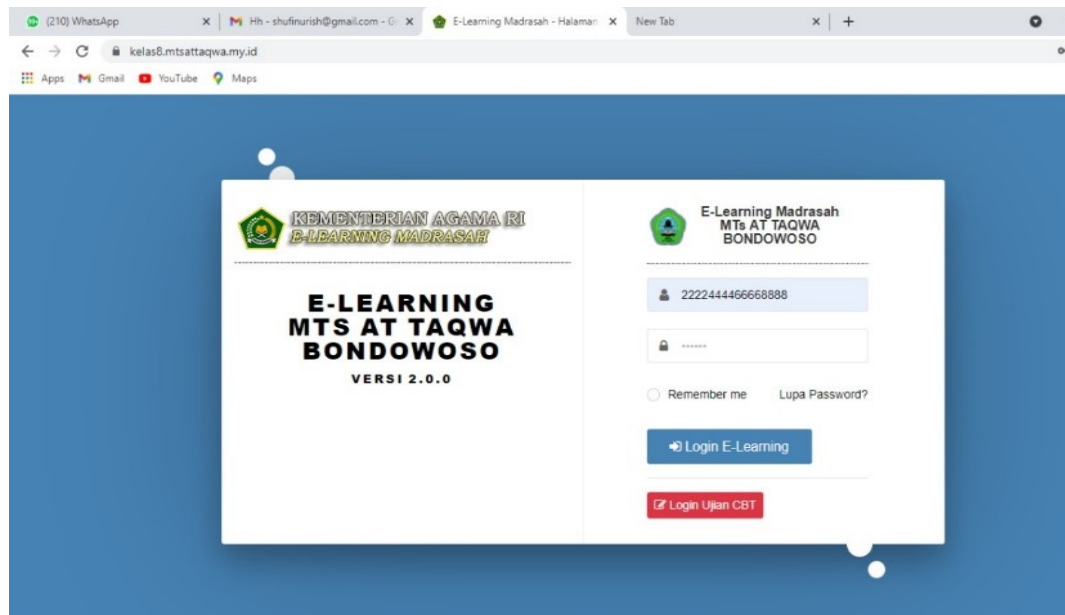 (210) WhatsApp
Hh - shufinurish@gmail.com - G
E-Learning Madrasah - Halaman
New Tab
kelas8.mtsattaqwa.my.id
Apps Gmail YouTube Maps
KEMENTERIAN AGAMA RI
E-LEARNING MADRASAH
E-LEARNING
MTS AT TAQWA
BONDOWOSO
VERSI 2.0.0
E-Learning Madrasah
MTs AT TAQWA
BONDOWOSO
2222444466668888
------
Remember me Lupa Password?
Login E-Learning
Login Ujian CBT